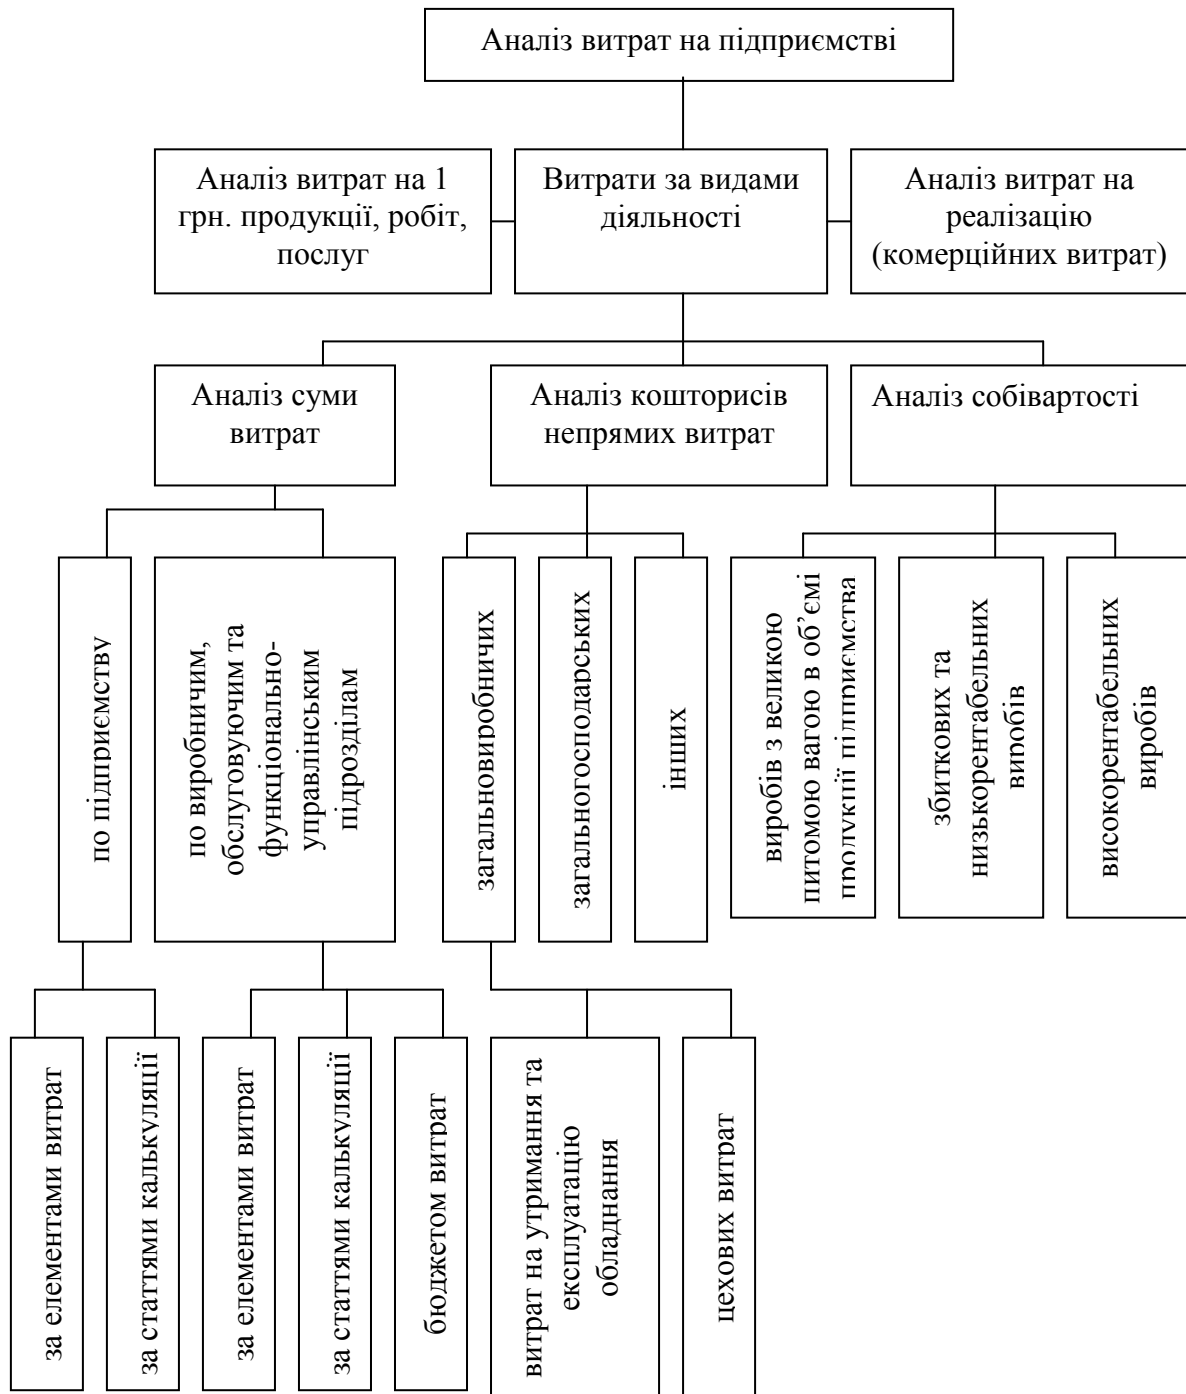 Аналіз витрат на підприємстві
Аналіз витрат на 1
грн. продукції, робіт,
послуг
Витрати за видами
діяльності
Аналіз витрат на
реалізацію
(комерційних витрат)
Аналіз суми
витрат
Аналіз кошторисів
непрямих витрат
Аналіз собівартості
по підприємству
по виробничим,
обслуговуючим та
функціонально-
управлінським
підрозділам
загальновиробничих
загальногосподарських
інших
виробів з великою
питомою вагою в об’ємі
продукції підприємства
збиткових та
низькорентабельних
виробів
високорентабельних
виробів
за елементами витрат
за статтями калькуляції
за елементами витрат
за статтями калькуляції
бюджетом витрат
витрат на утримання та
експлуатацію
обладнання
цехових витрат